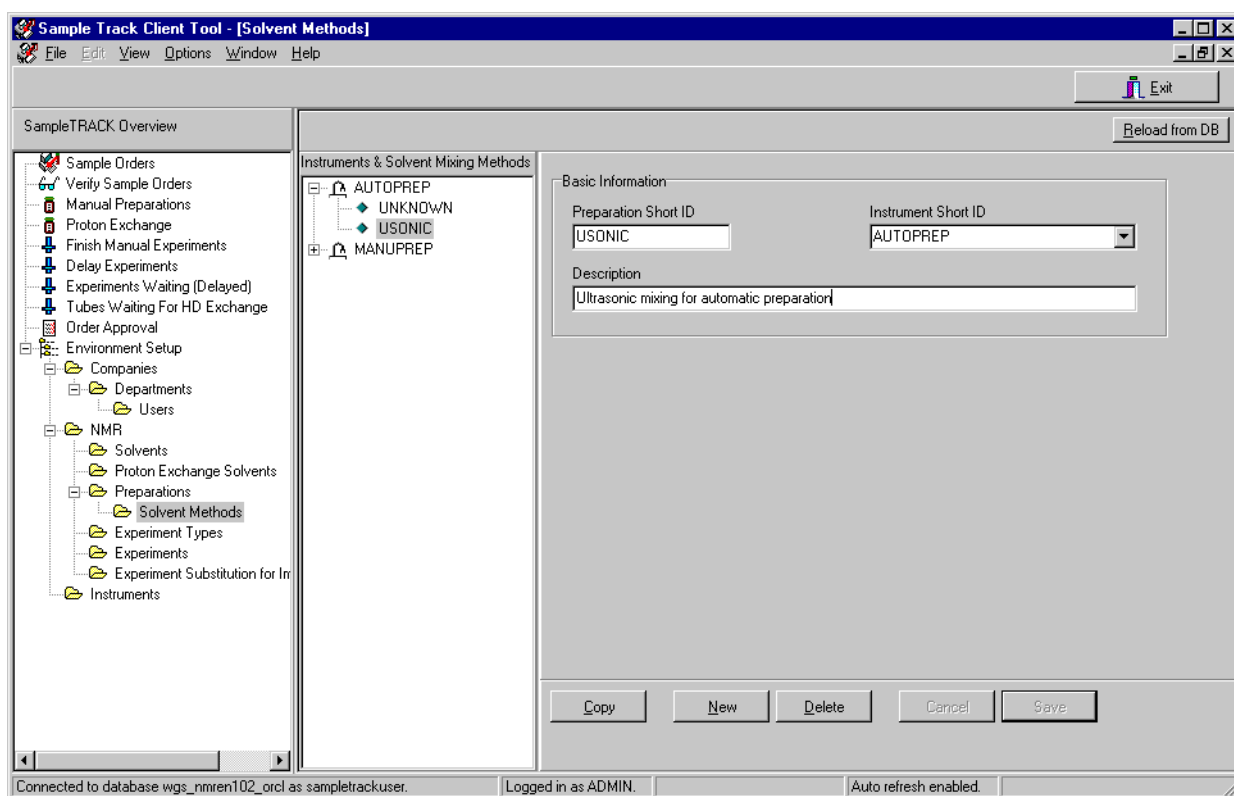 Sample Track Client Tool - [Solvent Methods]
File Edit View Options Window Help
Exit
SampleTRACK Overview
Reload from DB
Sample Orders
Verify Sample Orders
Manual Preparations
Proton Exchange
Finish Manual Experiments
Delay Experiments
Experiments Waiting (Delayed)
Tubes Waiting For HD Exchange
Order Approval
Environment Setup
Companies
Departments
Users
NMR
Solvents
Proton Exchange Solvents
Preparations
Solvent Methods
Experiment Types
Experiments
Experiment Substitution for
Instruments
Instruments & Solvent Mixing Methods
AUTOPREP
UNKNOWN
USONIC
MANUPREP
Basic Information
Preparation Short ID
Instrument Short ID
USONIC
AUTOPREP
Description
Ultrasonic mixing for automatic preparation
Copy New Delete Cancel Save
Connected to database wgs_nmren102_orcl as sampletrackuser. Logged in as ADMIN. Auto refresh enabled.